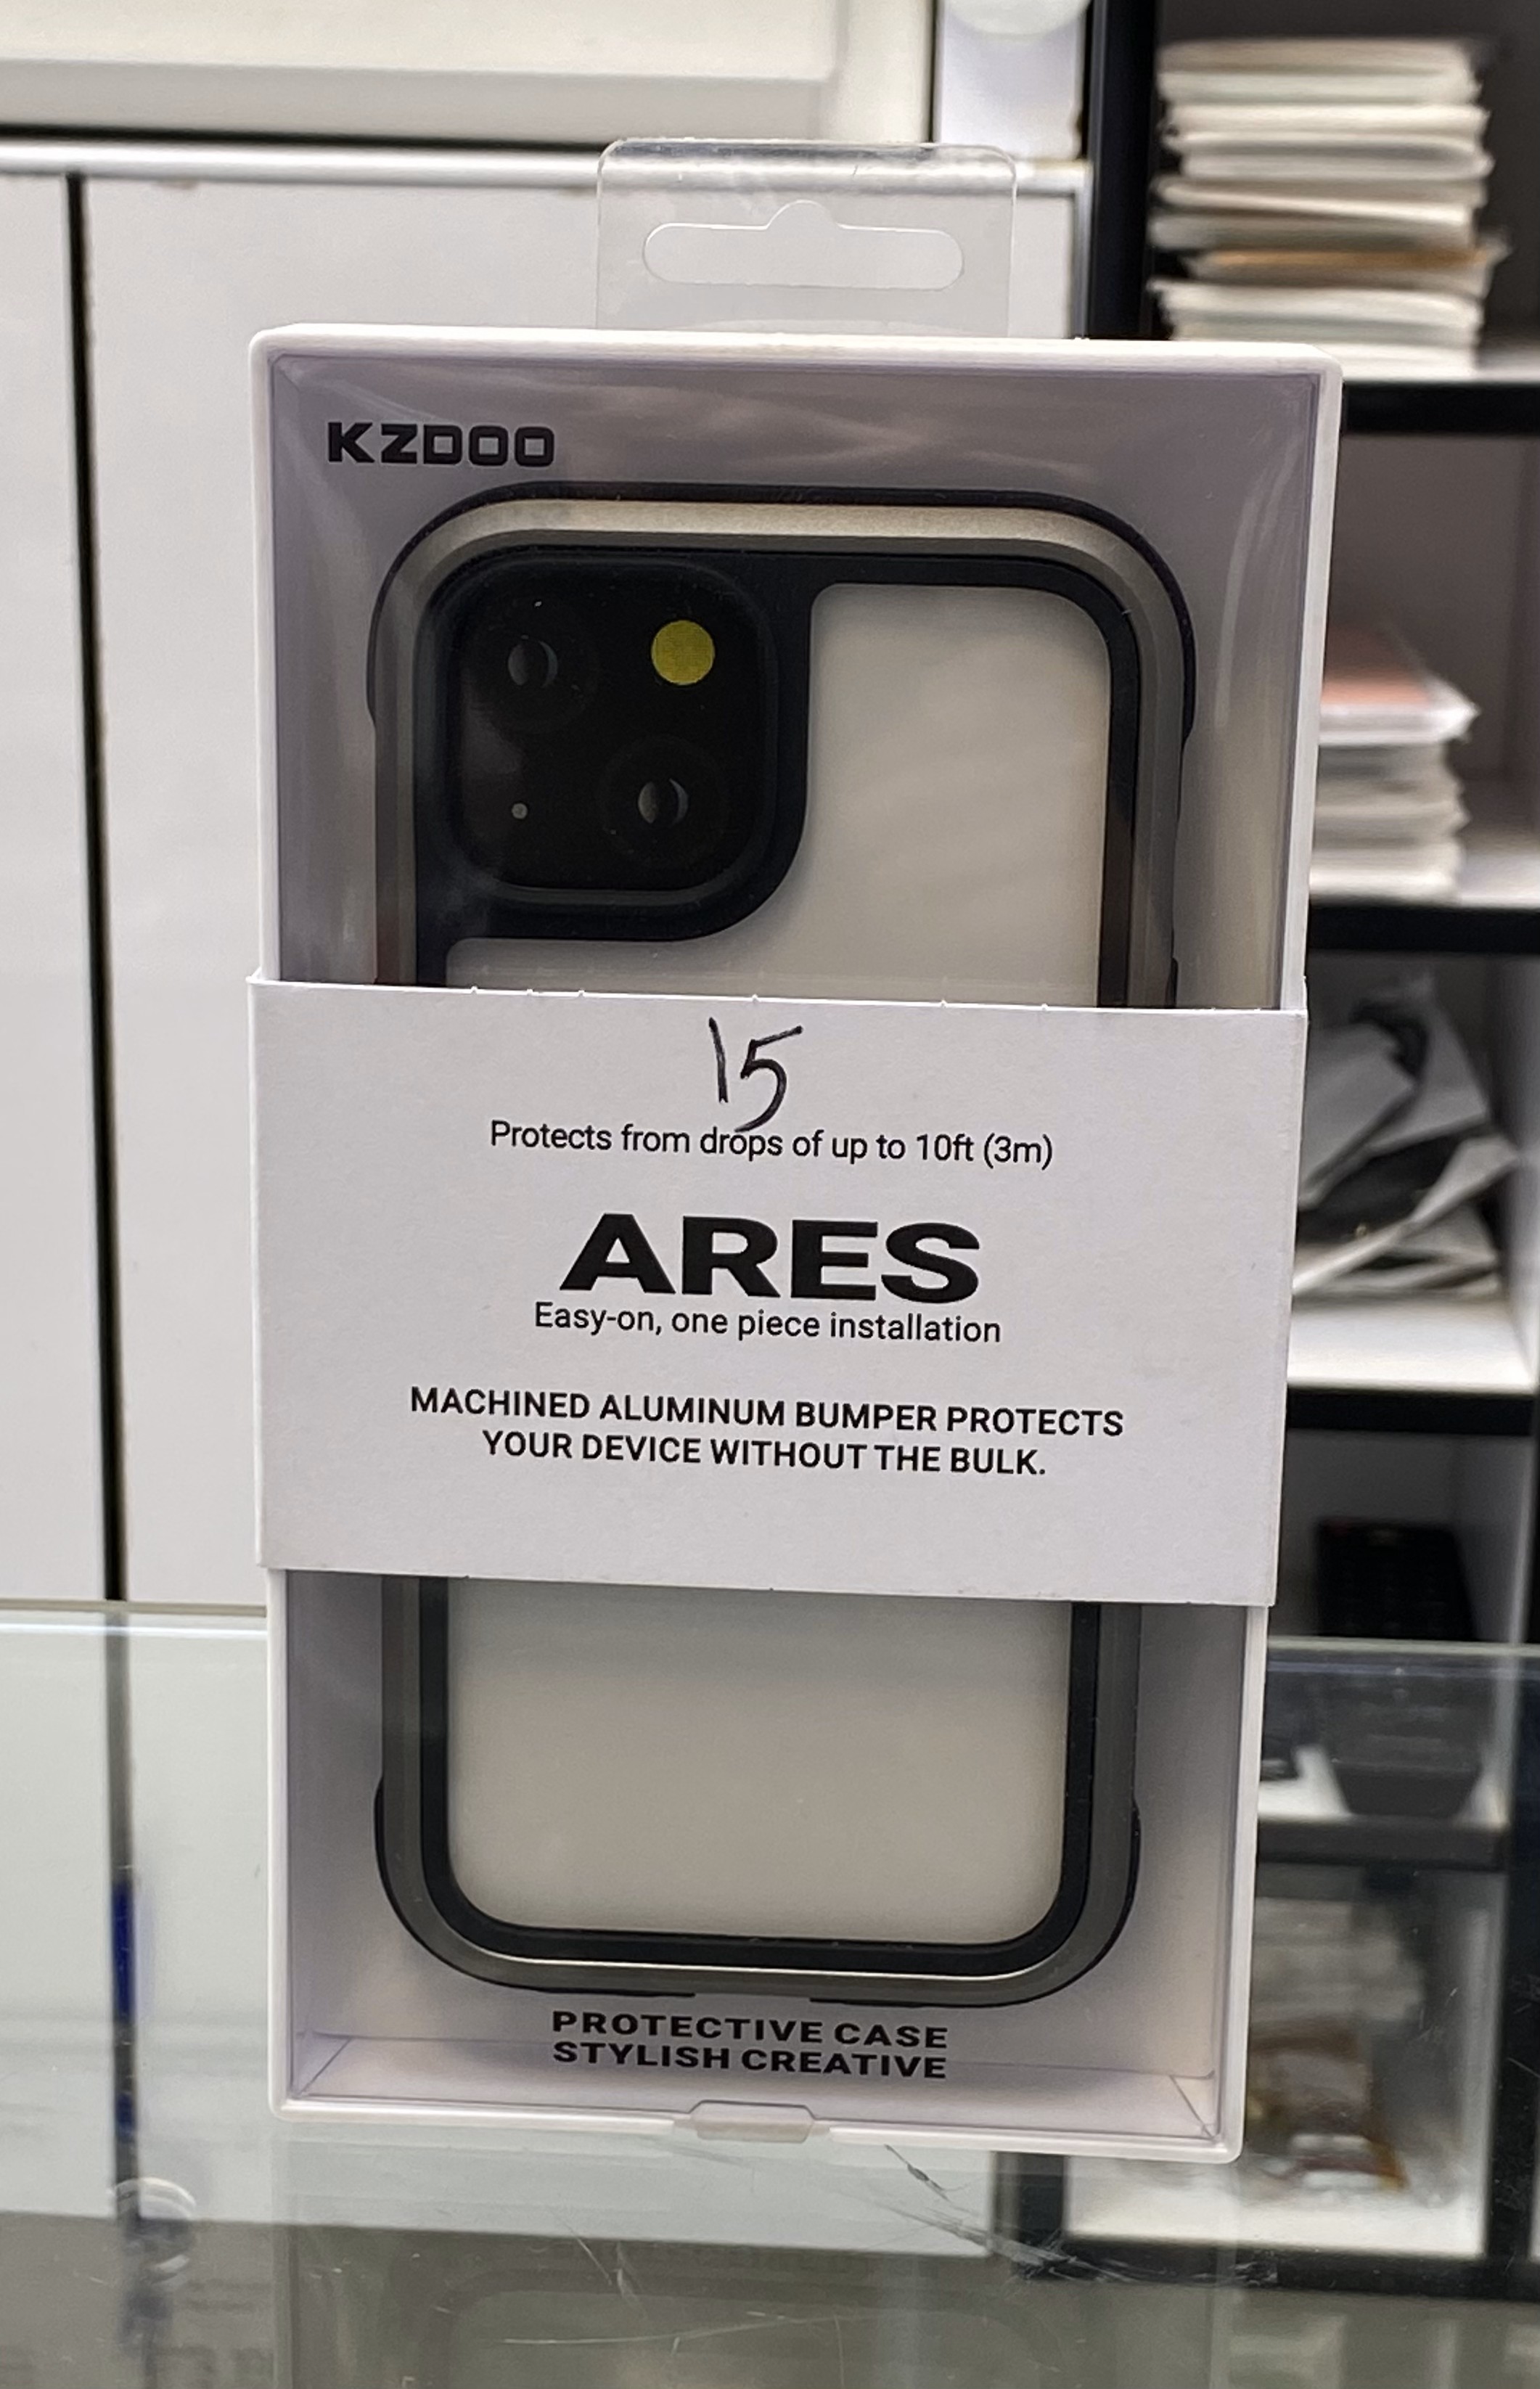 KZDOO
15
Protects from drops of up to 10ft (3m)
ARES
Easy-on, one piece installation
MACHINED ALUMINUM BUMPER PROTECTS
YOUR DEVICE WITHOUT THE BULK.
PROTECTIVE CASE
STYLISH CREATIVE